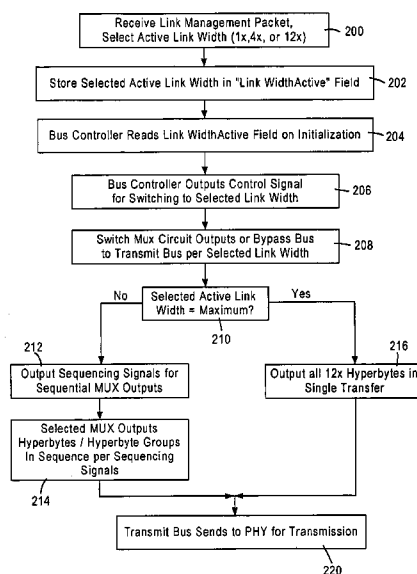 Receive Link Management Packet,
Select Active Link Width (1x,4x, or 12x)
200
Store Selected Active Link Width in "Link WidthActive" Field
202
Bus Controller Reads Link WidthActive Field on Initialization
204
Bus Controller Outputs Control Signal
for Switching to Selected Link Width
206
Switch Mux Circuit Outputs or Bypass Bus
to Transmit Bus per Selected Link Width
208
No
Selected Active Link
Width = Maximum?
Yes
210
212
Output Sequencing Signals for
Sequential MUX Outputs
216
Output all 12x Hyperbytes in
Single Transfer
Selected MUX Outputs
Hyperbytes / Hyperbyte Groups
In Sequence per Sequencing
Signals
214
Transmit Bus Sends to PHY for Transmission
220